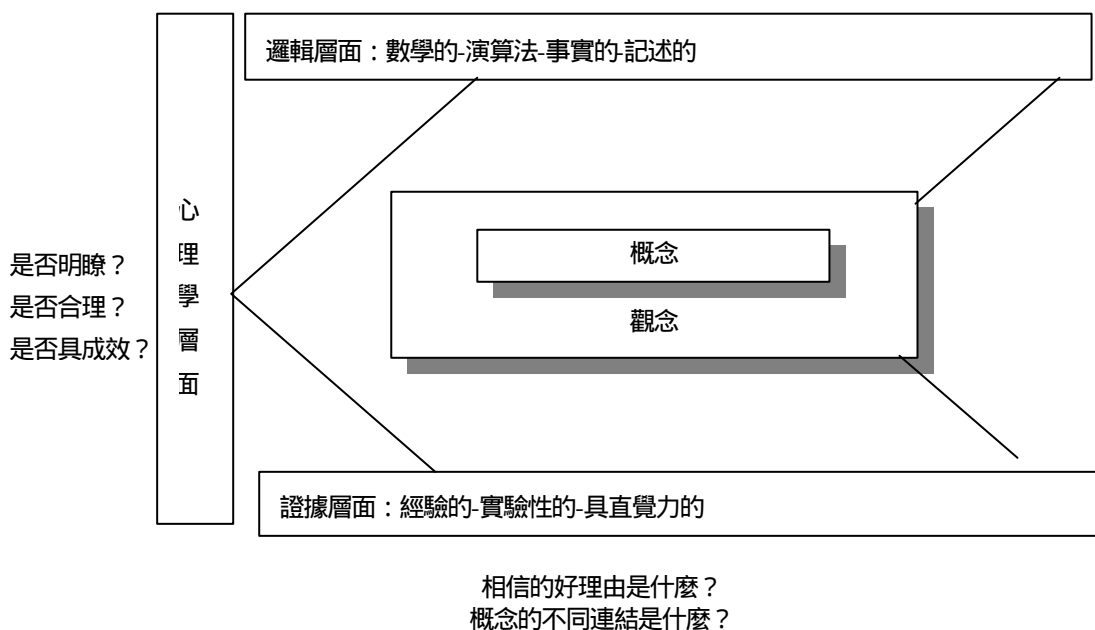 邏輯層面：數學的-演算法-事實的-記述的
心理學層面
是否明瞭？
是否合理？
是否具成效？
概念
觀念
證據層面：經驗的-實驗性的-具直覺力的
相信的好理由是什麼？
概念的不同連結是什麼？